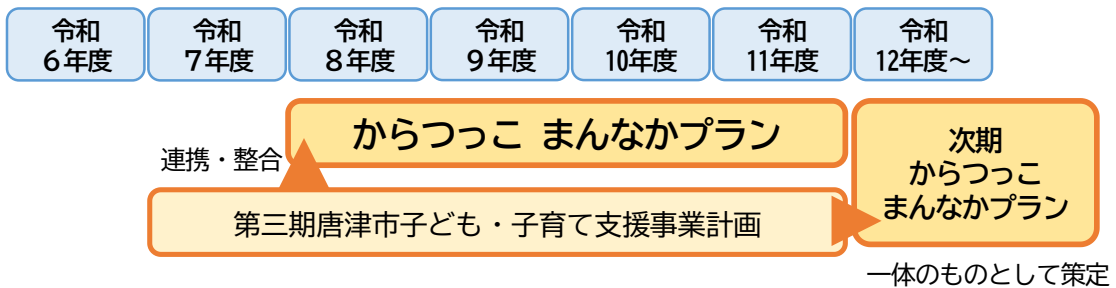 令和
６年度
令和
７年度
令和
８年度
令和
９年度
令和
10年度
令和
11年度
令和
12年度～
からつっこ まんなかプラン
連携・整合
第三期唐津市子ども・子育て支援事業計画
次期
からつっこ
まんなかプラン
一体のものとして策定